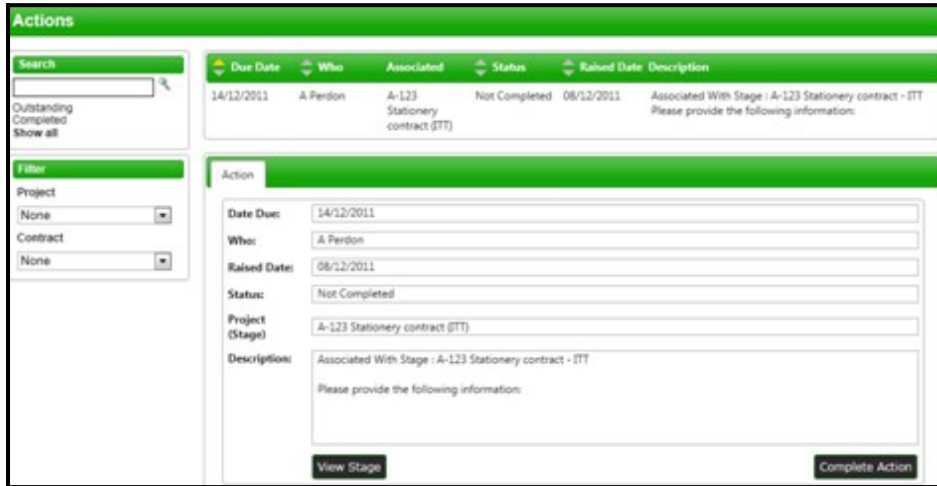 Actions
Search
Outstanding
Completed
Show all
Filter
Project
None
Contract
None
Due Date Who Associated Status Raised Date Description
14/12/2011 A Perdon A-123 Not Completed 08/12/2011 Associated With Stage : A-123 Stationery contract - ITT
Stationery Please provide the following information:
contract (ITT)
Action
Date Due: 14/12/2011
Who: A Perdon
Raised Date: 08/12/2011
Status: Not Completed
Project
(Stage) A-123 Stationery contract (ITT)
Description: Associated With Stage : A-123 Stationery contract - ITT
Please provide the following information:
View Stage Complete Action